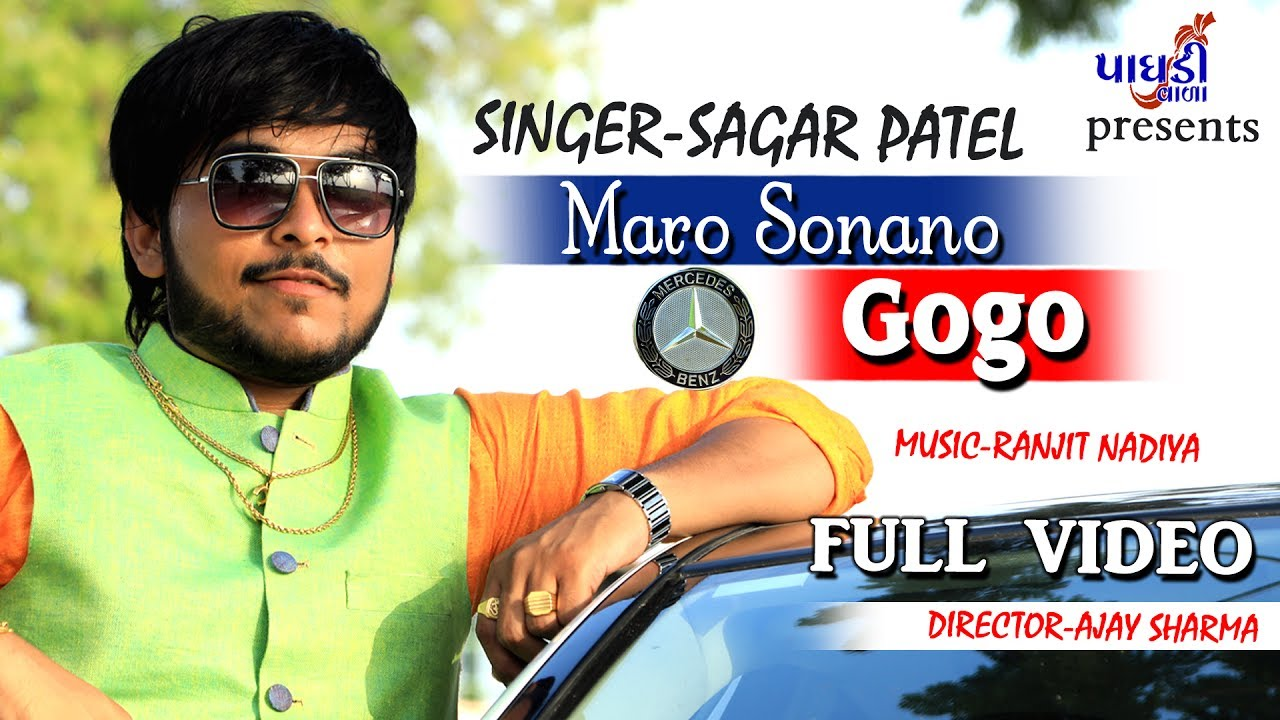 પાઘડી
વાળા
presents
SINGER-SAGAR PATEL
Maro Sonano
MERCEDES
BENZ
Gogo
MUSIC-RANJIT NADIYA
FULL VIDEO
DIRECTOR-AJAY SHARMA